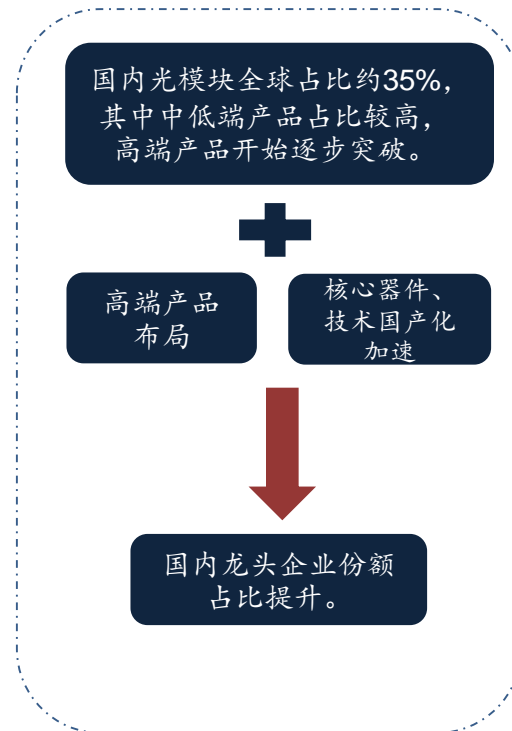 国内光模块全球占比约35%，
其中中低端产品占比较高，
高端产品开始逐步突破。
高端产品
布局
核心器件、
技术国产化
加速
国内龙头企业份额
占比提升。